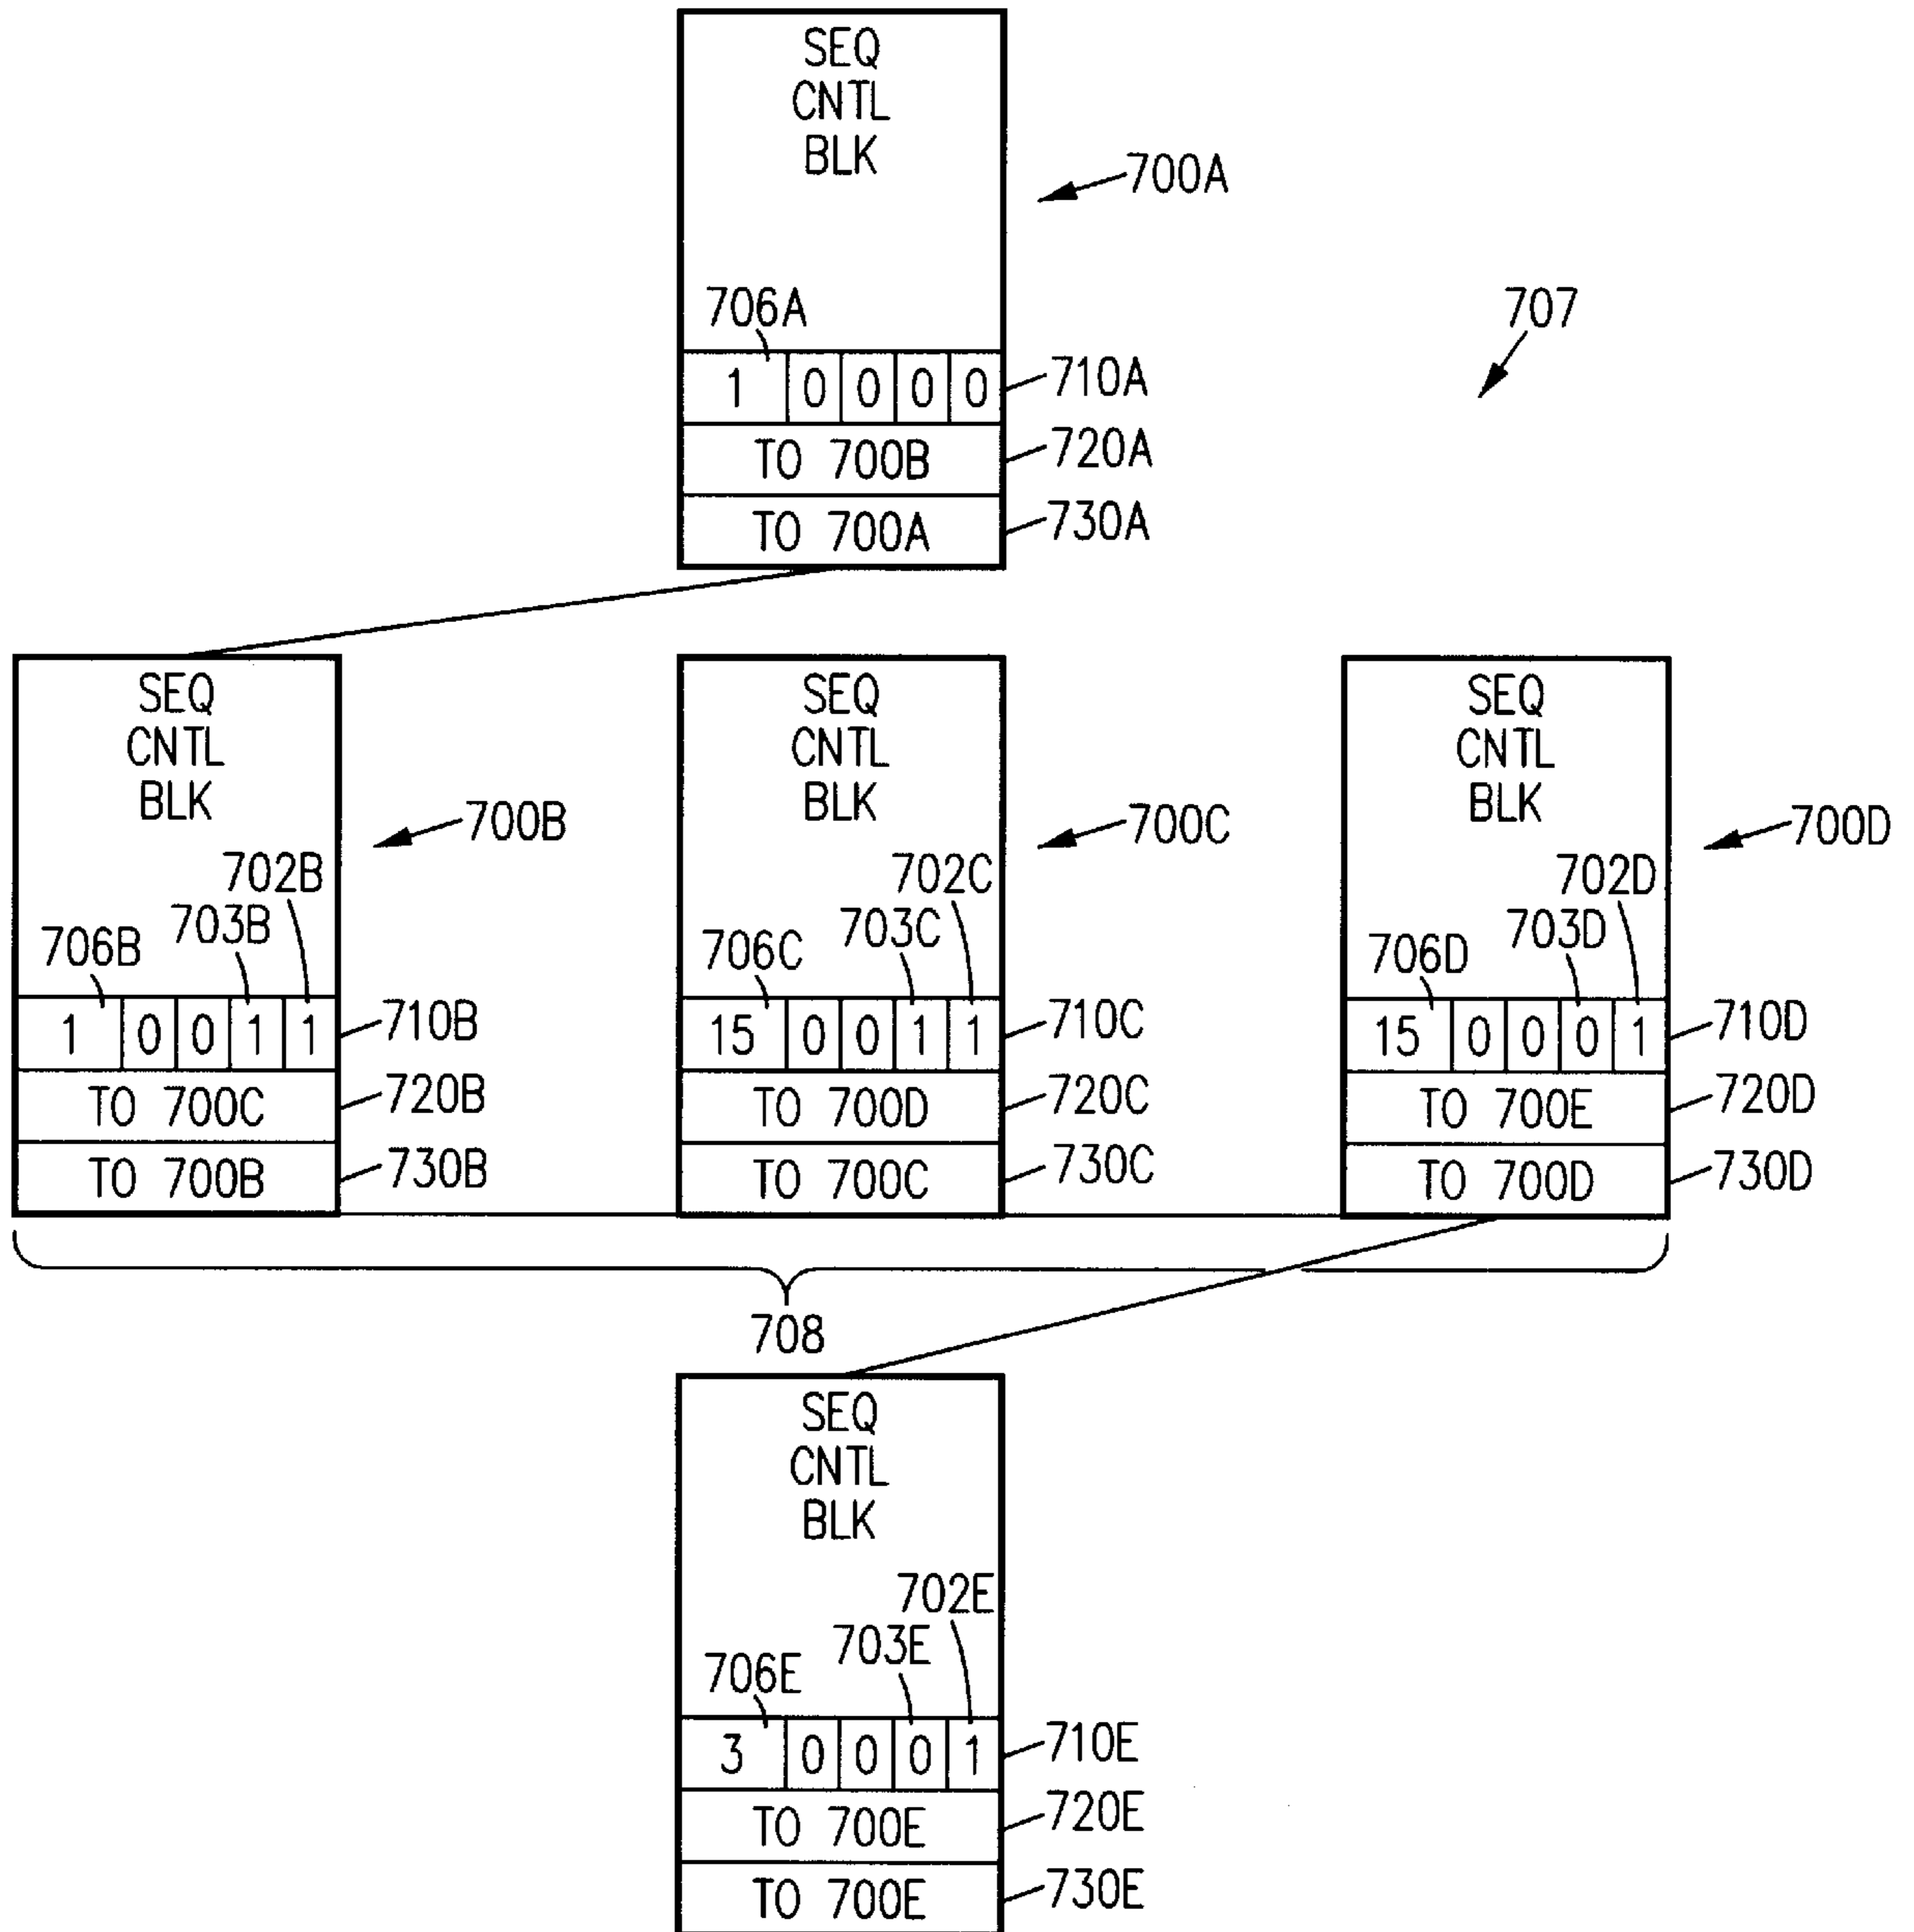 SEQ
CNTL
BLK
700A
706A
707
1 0 0 0 0 710A
TO 700B 720A
TO 700A 730A
SEQ
CNTL
BLK
700B
702B
703B
706B
1 0 0 1 1 710B
TO 700C 720B
TO 700B 730B
SEQ
CNTL
BLK
700C
702C
703C
706C
15 0 0 1 1 710C
TO 700D 720C
TO 700C 730C
SEQ
CNTL
BLK
700D
702D
703D
706D
15 0 0 0 1 710D
TO 700E 720D
TO 700D 730D
708
SEQ
CNTL
BLK
702E
703E
706E
3 0 0 0 1 710E
TO 700E 720E
TO 700E 730E